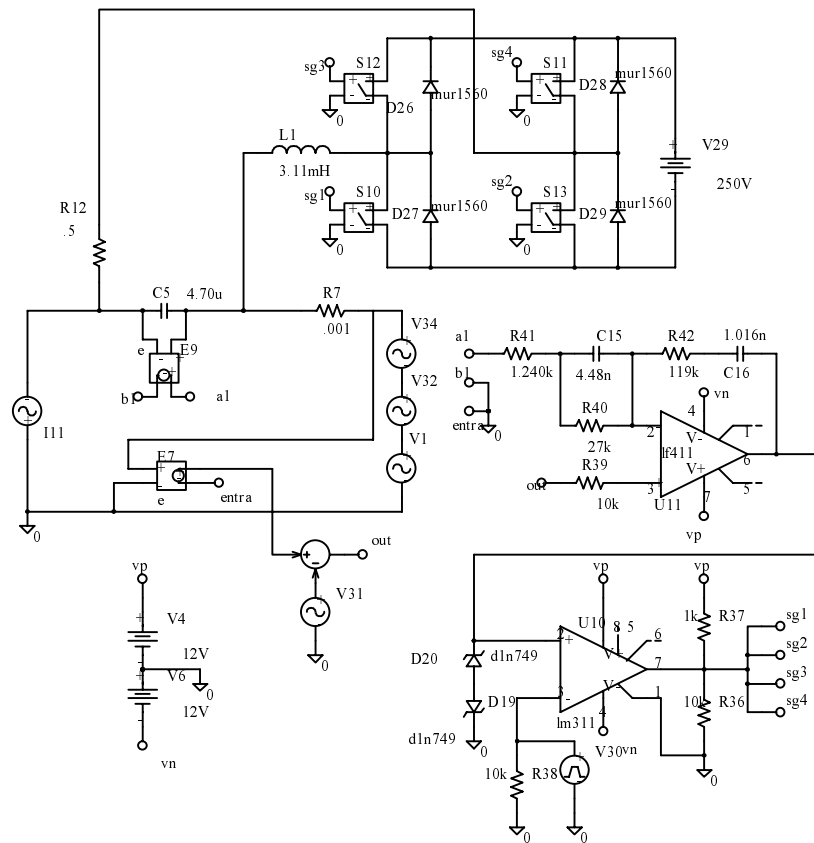 sg3
S12
D26
mur1560
0
sg4
S11
D28
mur1560
0
V29
250V
L1
3.11mH
sg1
S10
D27
mur1560
0
sg2
S13
D29
mur1560
0
R12
.5
C5
4.70u
R7
.001
e
E9
b1
a1
I11
V34
V32
V1
E7
e
entra
0
out
V31
0
vp
V4
12V
V6
12V
0
vn
a1
R41
1.240k
C15
4.48n
R42
119k
1.016n
C16
b1
entra
0
R40
27k
out
R39
10k
vn
4
2
V-
1
lf411
6
V+
3
7
5
U11
vp
vp
vp
U10
8
5
6
2
V+
7
3
V-
1
4
lm311
vn
D20
d1n749
D19
d1n749
0
10k
R38
V30
0
0
1k
R37
10k
R36
0
sg1
sg2
sg3
sg4